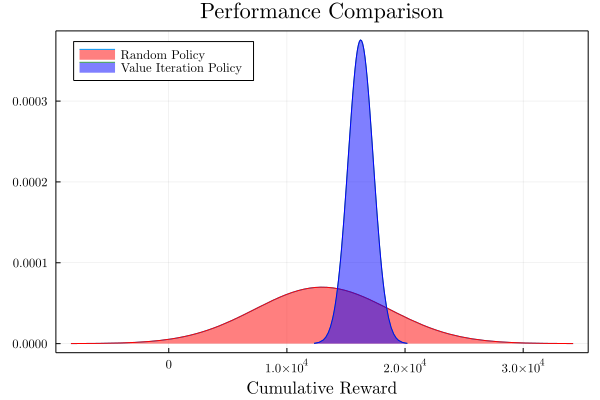 Performance Comparison
Random Policy
Value Iteration Policy
0.0003
0.0002
0.0001
0.0000
0 1.0×10⁴ 2.0×10⁴ 3.0×10⁴
Cumulative Reward